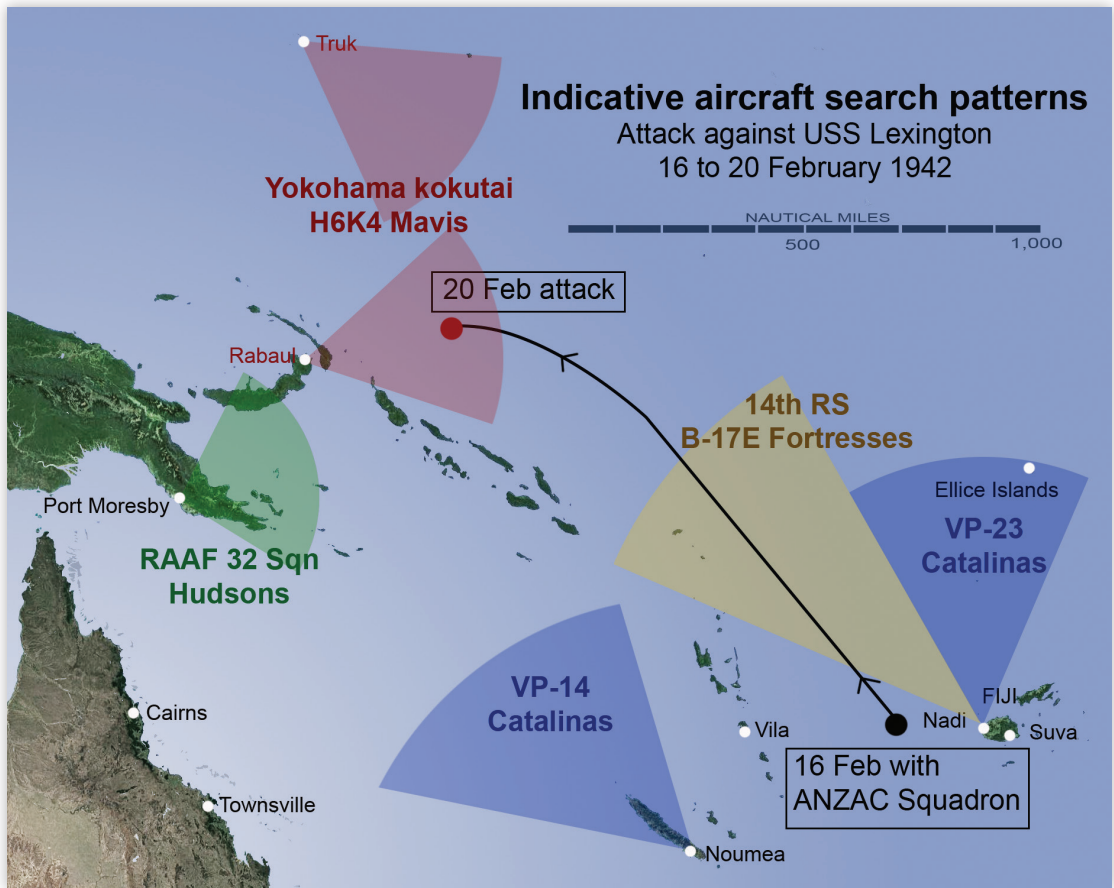 Truk
Indicative aircraft search patterns
Attack against USS Lexington
16 to 20 February 1942
Yokohama kokutai
H6K4 Mavis
NAUTICAL MILES
500
1,000
20 Feb attack
Rabaul
14th RS
B-17E Fortresses
Ellice Islands
Port Moresby
VP-23
Catalinas
RAAF 32 Sqn
Hudsons
VP-14
Catalinas
FIJI
Cairns
Nadi
Vila
Suva
16 Feb with
ANZAC Squadron
Townsville
Noumea